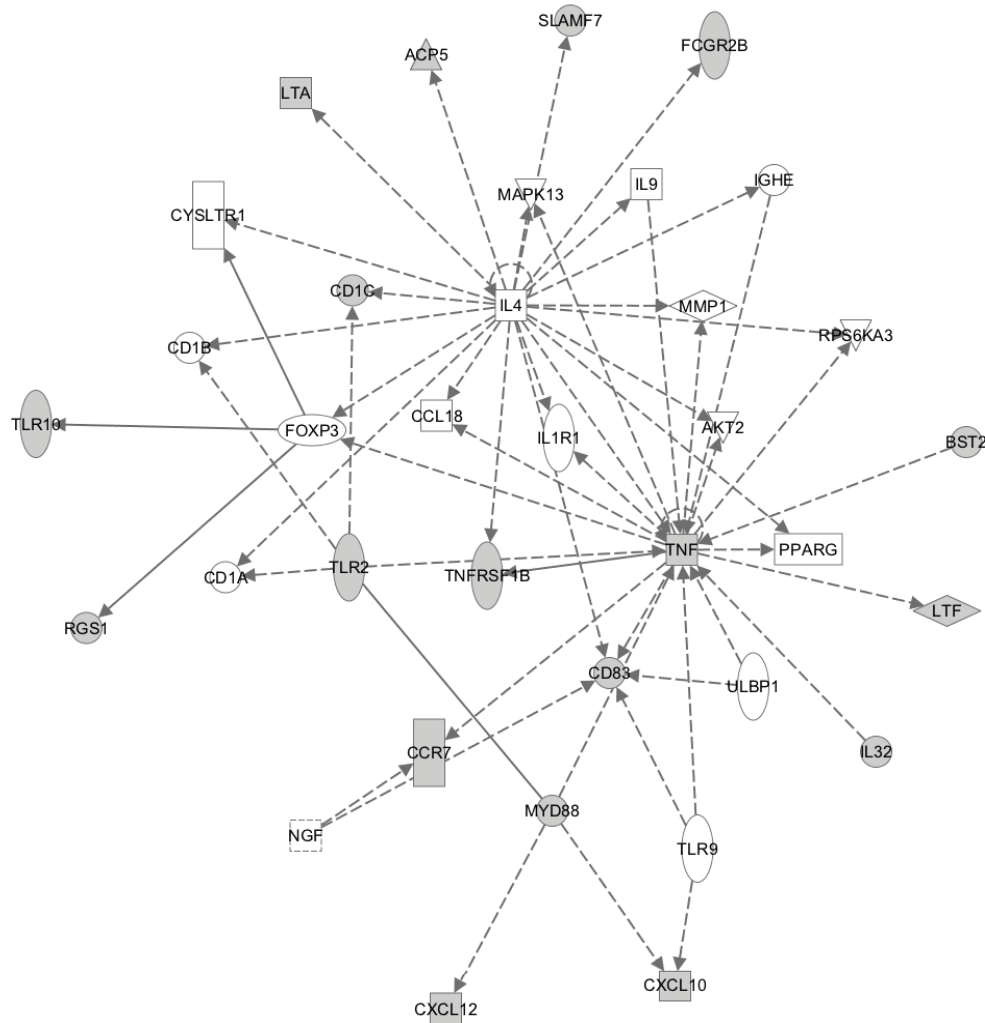 SLAMF7
FCGR2B
ACP5
LTA
IL9
IGHE
MAPK13
CYSLTR1
CD1C
IL4
MMP1
RPS6KA3
CD1B
CCL18
AKT2
TLR10
FOXP3
IL1R1
BST2
TNF
PPARG
TLR2
CD1A
TNFRSF1B
LTF
RGS1
CD83
ULBP1
CCR7
IL32
MYD88
NGF
TLR9
CXCL10
CXCL12